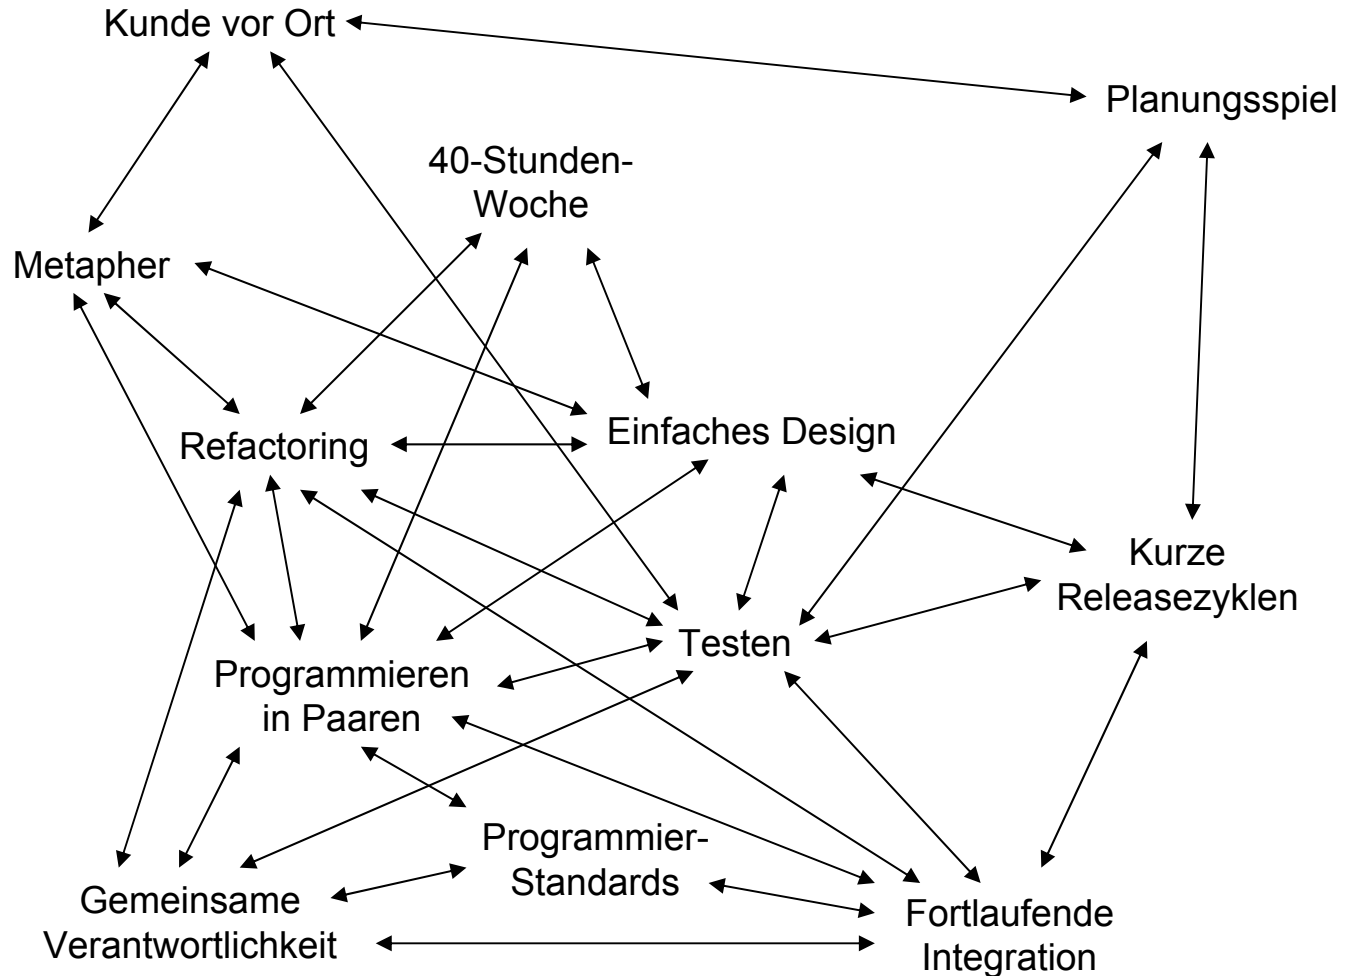 Kunde vor Ort
Planungsspiel
40-Stunden-
Woche
Metapher
Einfaches Design
Refactoring
Kurze
Releasezyklen
Testen
Programmieren
in Paaren
Programmier-
Standards
Gemeinsame
Verantwortlichkeit
Fortlaufende
Integration